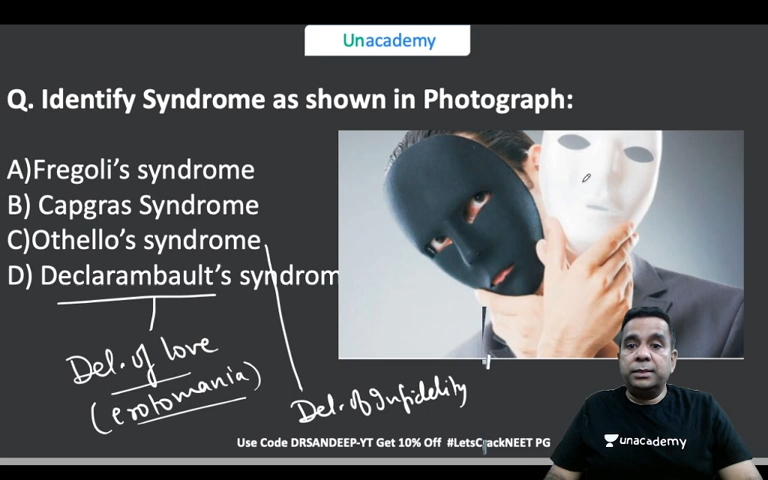 Unacademy
Q. Identify Syndrome as shown in Photograph:
A)Fregoli's syndrome
B) Capgras Syndrome
C)Othello's syndrome
D) Declarambault's syndrom
Del. of love
(erotomania)
Del. of Infidelity
Use Code DRSANDEEP-YT Get 10% Off #LetsCrackNEET PG
unacademy